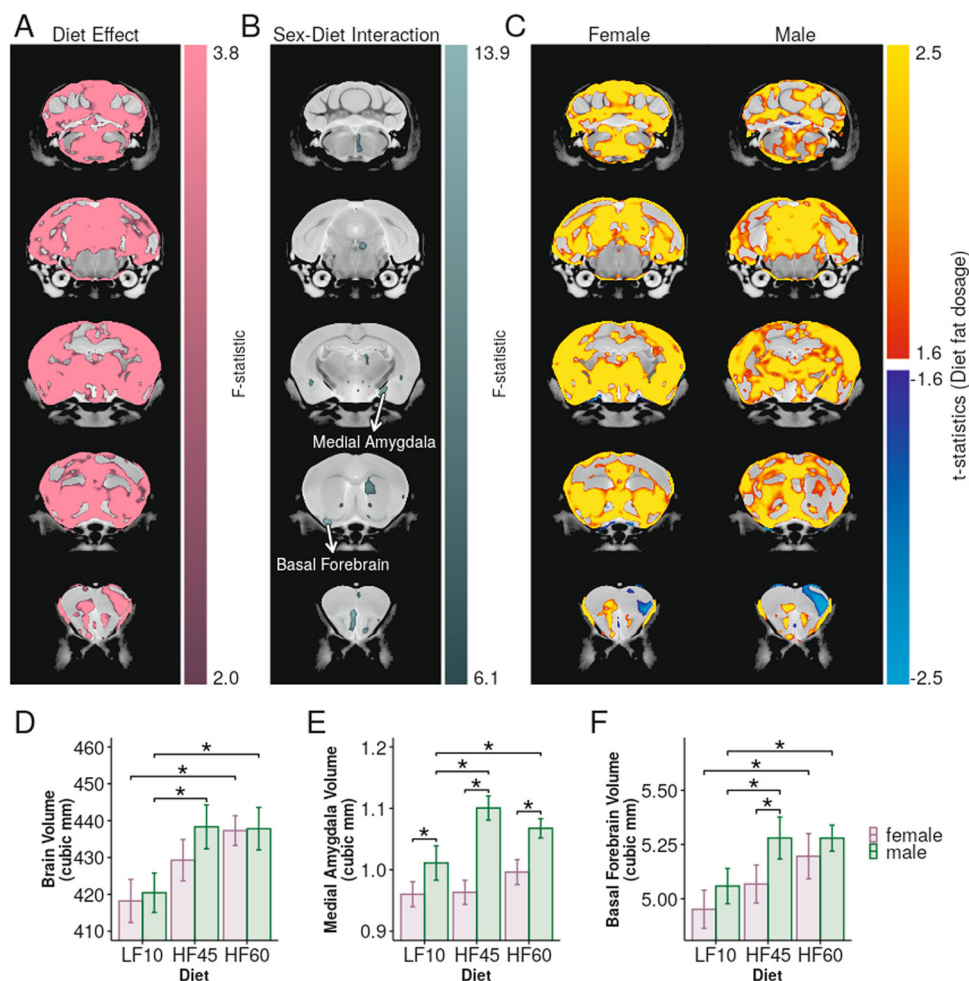 A
Diet Effect
3.8
2.0
F-statistic
B
Sex-Diet Interaction
13.9
6.1
F-statistic
Medial Amygdala
Basal Forebrain
C
Female
Male
2.5
1.6
-1.6
-2.5
t-statistics (Diet fat dosage)
D
Brain Volume
(cubic mm)
460
450
440
430
420
410
*
*
*
LF10 HF45 HF60
Diet
E
Medial Amygdala Volume
(cubic mm)
1.2
1.1
1.0
0.9
*
*
*
*
*
LF10 HF45 HF60
Diet
F
Basal Forebrain Volume
(cubic mm)
5.50
5.25
5.00
*
*
*
*
LF10 HF45 HF60
Diet
female
male